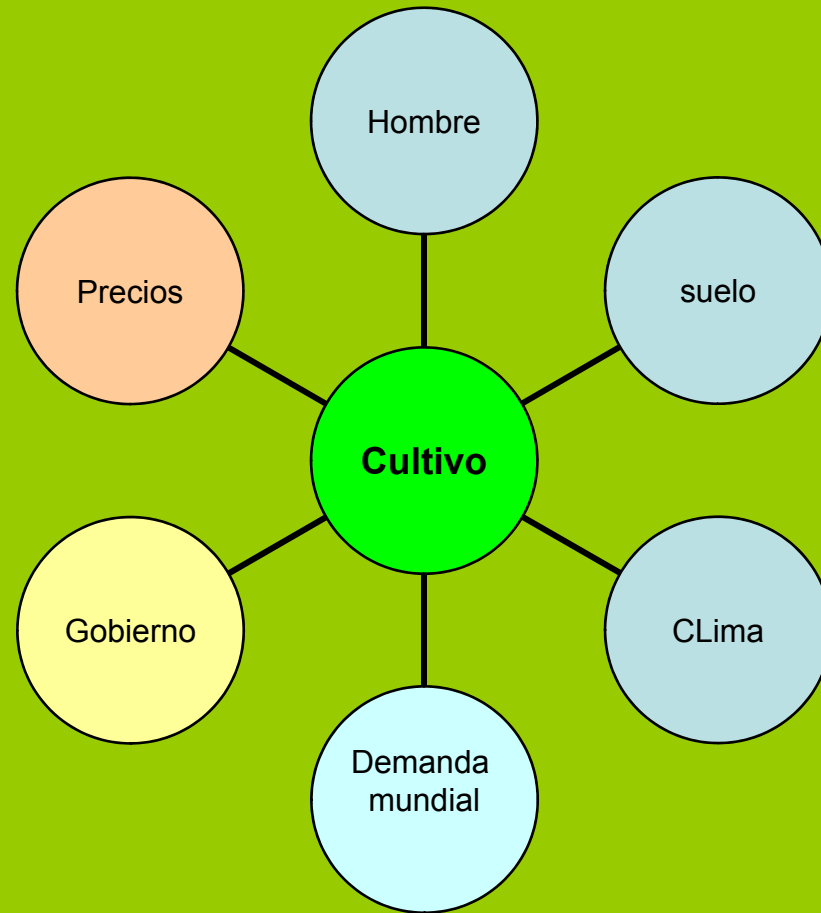 Hombre
Precios
suelo
Cultivo
Gobierno
CLima
Demanda
mundial